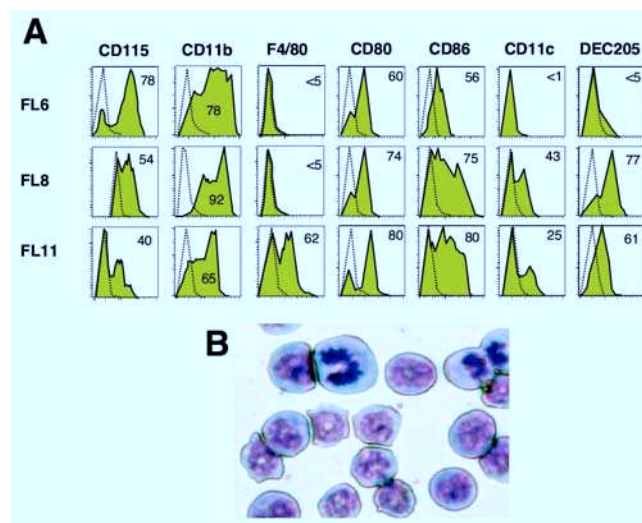 A
CD115 CD11b F4/80 CD80 CD86 CD11c DEC205
FL6 78 78 <5 60 56 <1 <5
FL8 54 92 <5 74 75 43 77
FL11 40 65 62 80 80 25 61
B